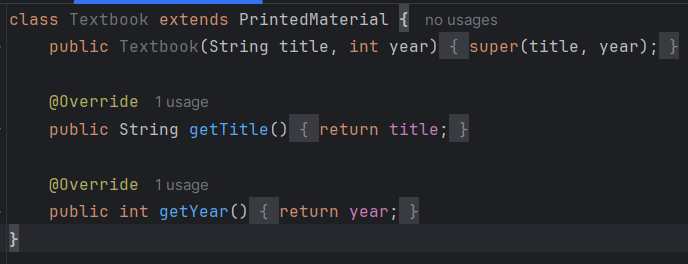 class Textbook extends PrintedMaterial { no usages
public Textbook(String title, int year) { super(title, year); }
@Override 1 usage
public String getTitle() { return title; }
@Override 1 usage
public int getYear() { return year; }
}